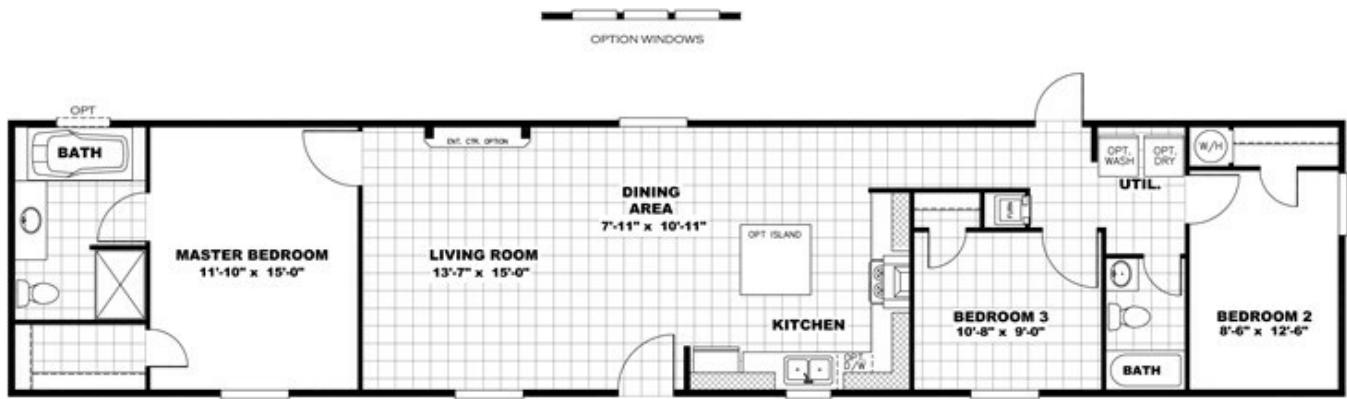 OPTION WINDOWS
OPT
BATH
ENT. CTR. OPTION
OPT.
WASH
OPT.
DRY
W/H
UTIL.
DINING
AREA
7'-11" x 10'-11"
FURN
OPT ISLAND
MASTER BEDROOM
11'-10" x 15'-0"
LIVING ROOM
13'-7" x 15'-0"
KITCHEN
BEDROOM 3
10'-8" x 9'-0"
BEDROOM 2
8'-6" x 12'-6"
OPT.
D/W
BATH